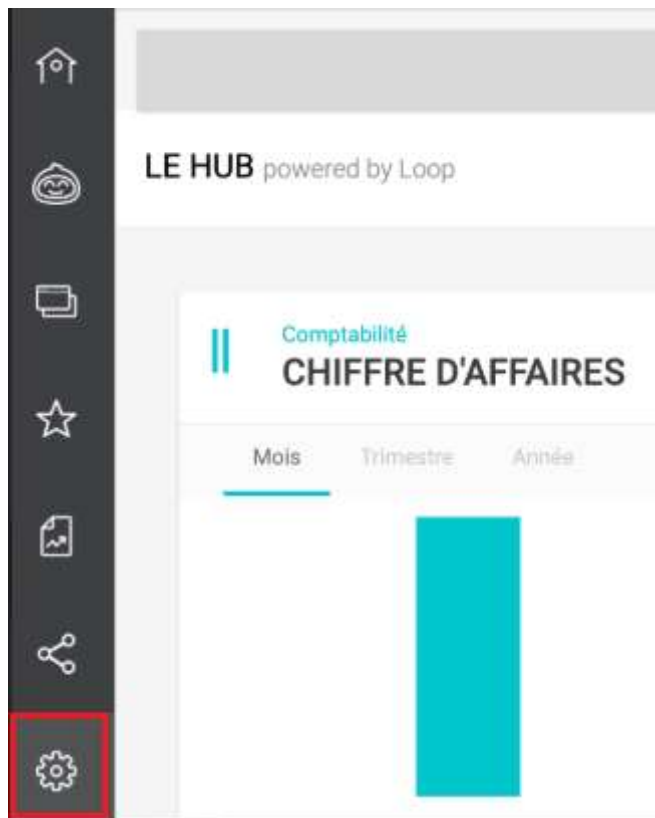 LE HUB powered by Loop
Comptabilité
CHIFFRE D'AFFAIRES
Mois Trimestre Année